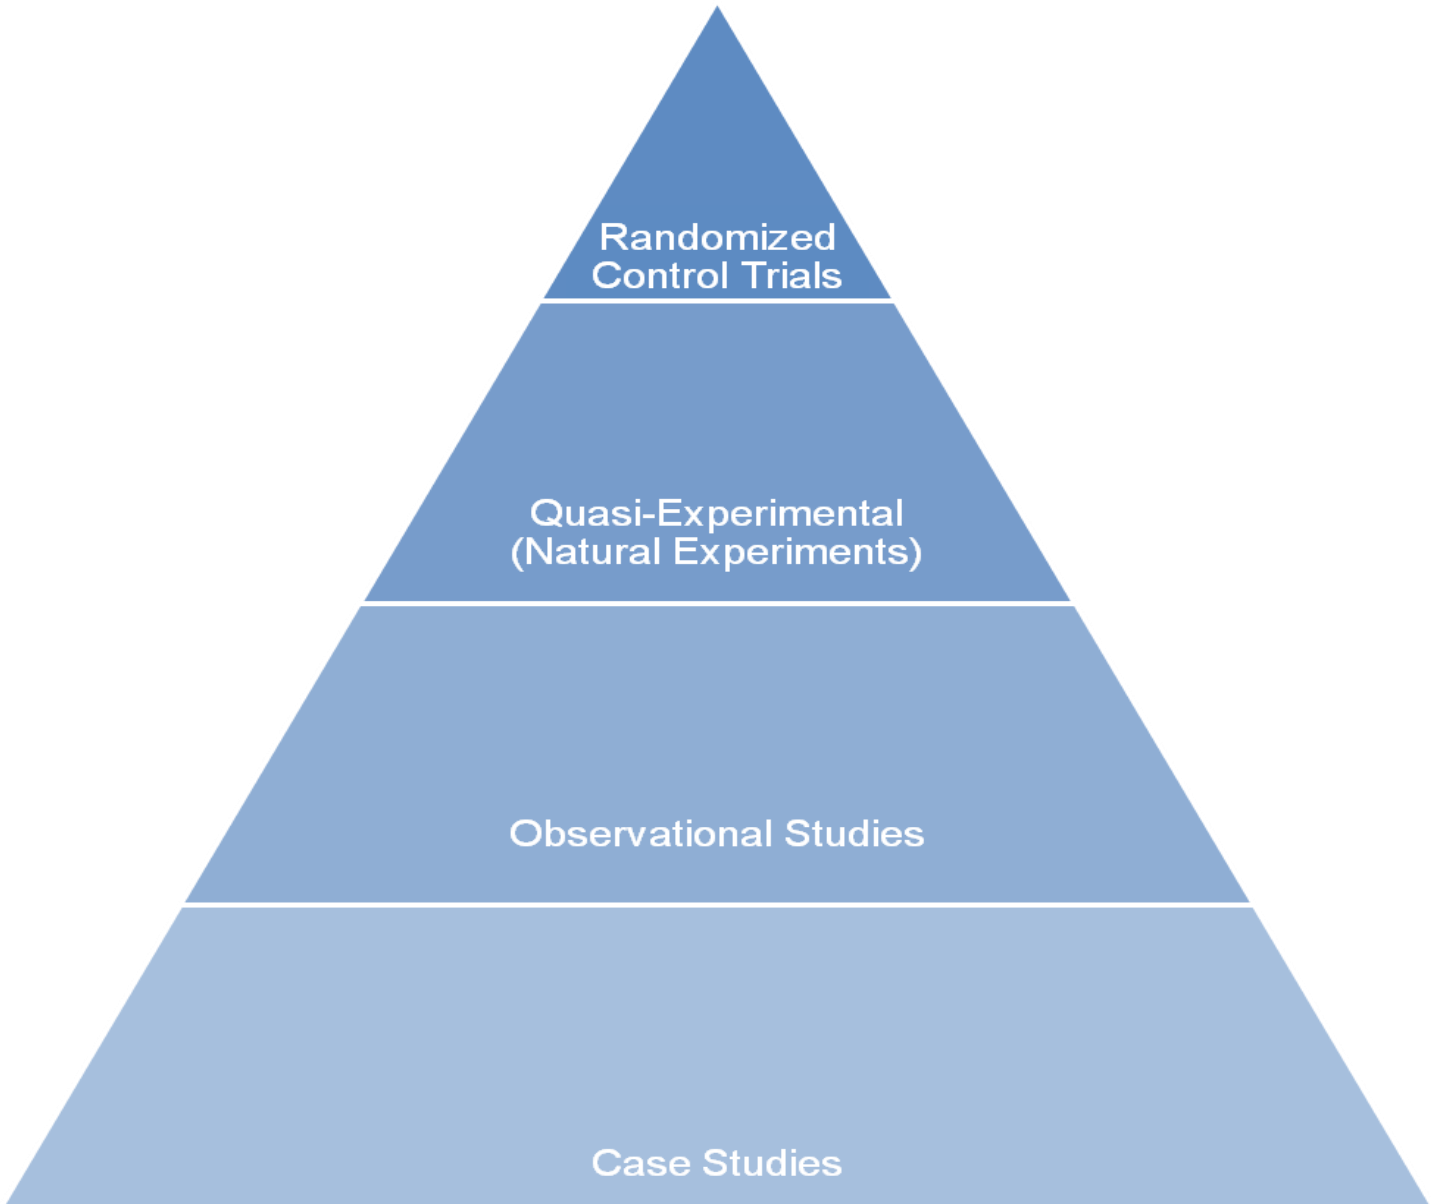 Randomized
Control Trials
Quasi-Experimental
(Natural Experiments)
Observational Studies
Case Studies